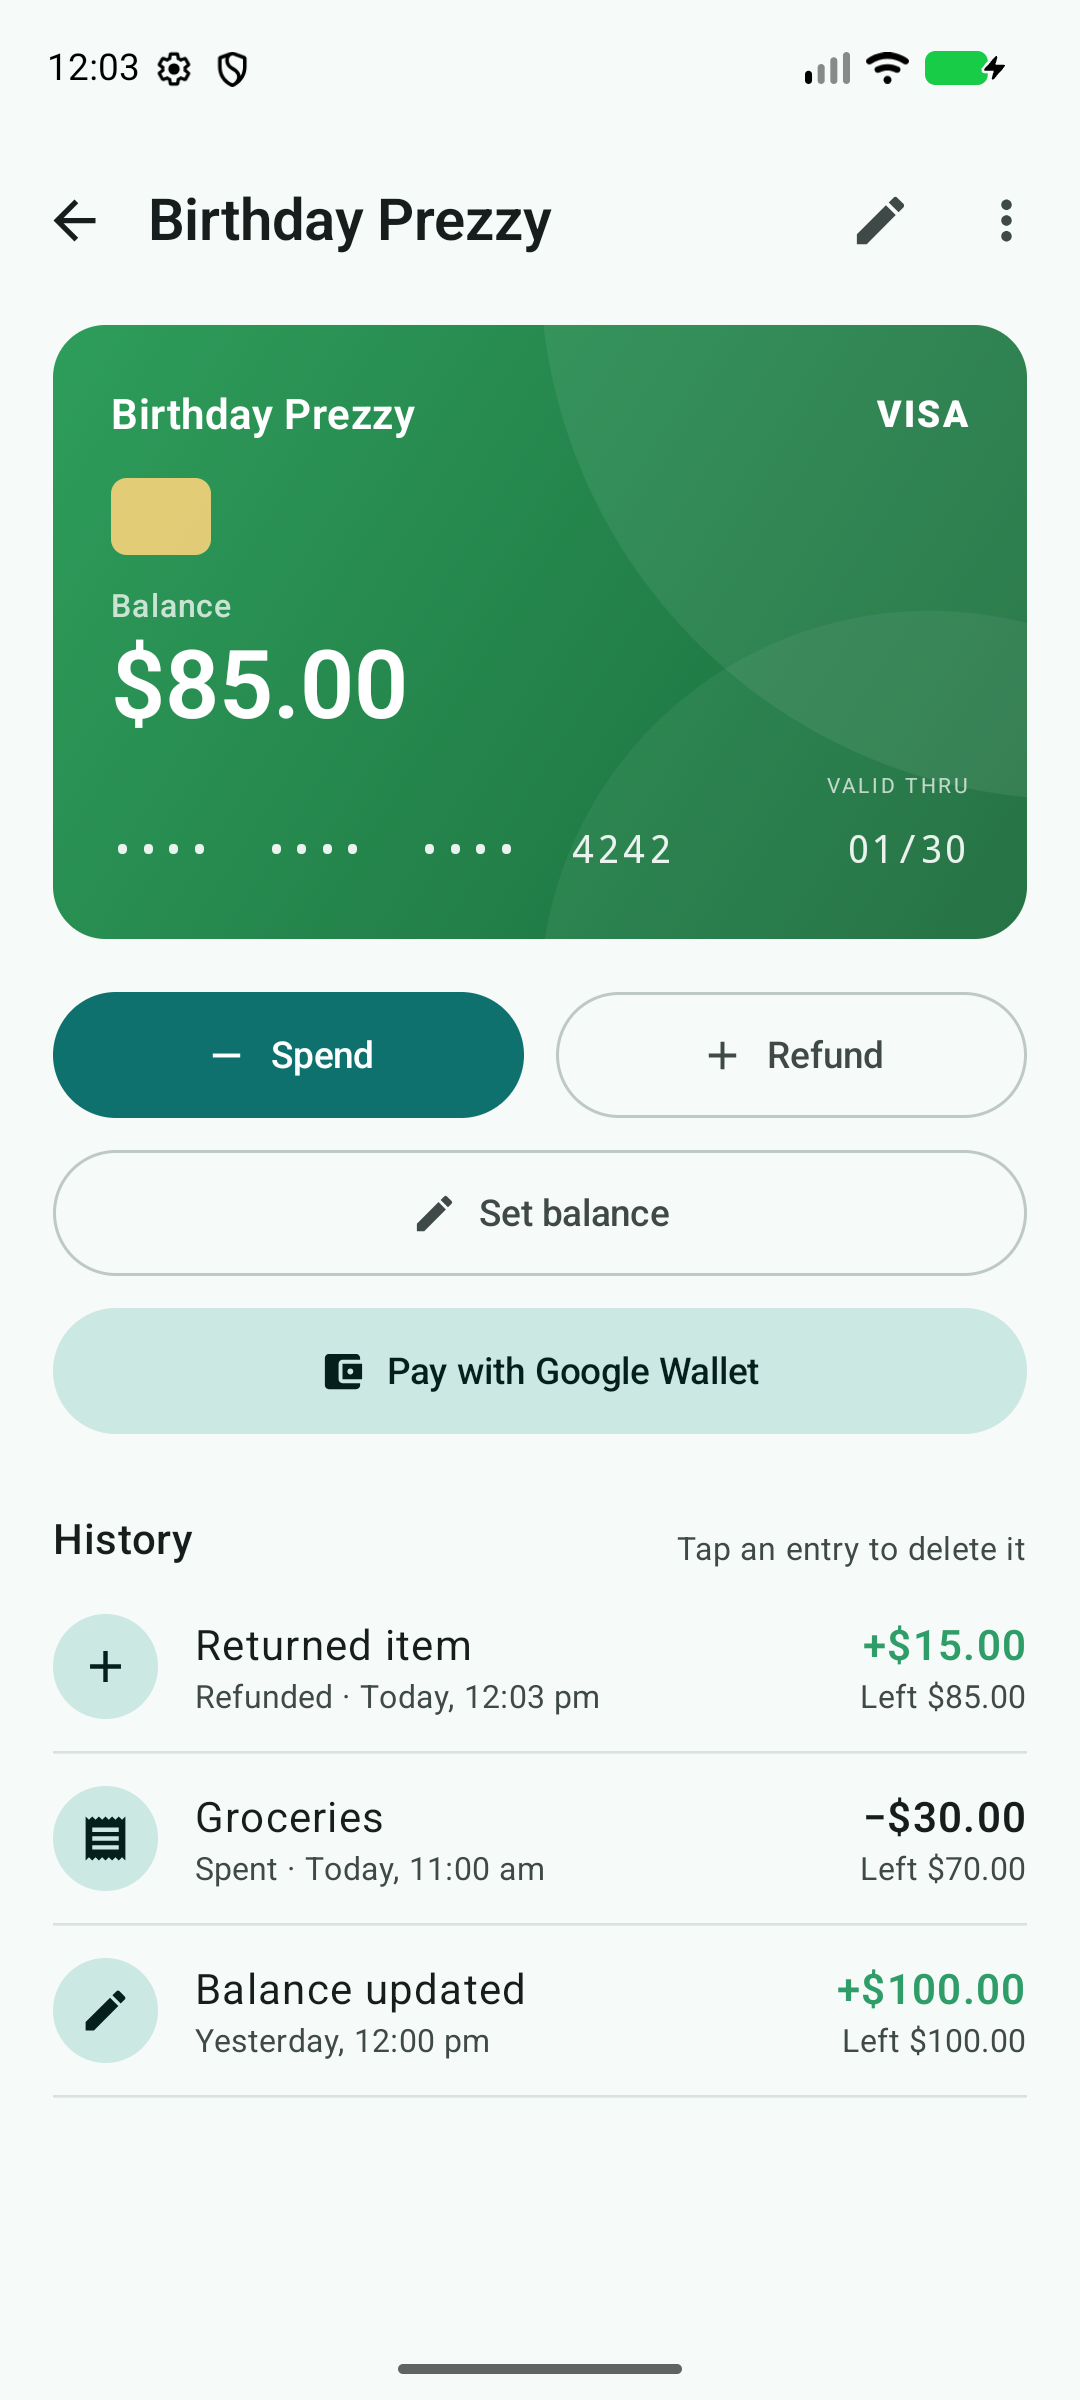 12:03
Birthday Prezzy
Birthday Prezzy VISA
Balance
$85.00
VALID THRU
•••• •••• •••• 4242 01/30
− Spend
+ Refund
Set balance
Pay with Google Wallet
History Tap an entry to delete it
Returned item +$15.00
Refunded · Today, 12:03 pm Left $85.00
Groceries −$30.00
Spent · Today, 11:00 am Left $70.00
Balance updated +$100.00
Yesterday, 12:00 pm Left $100.00